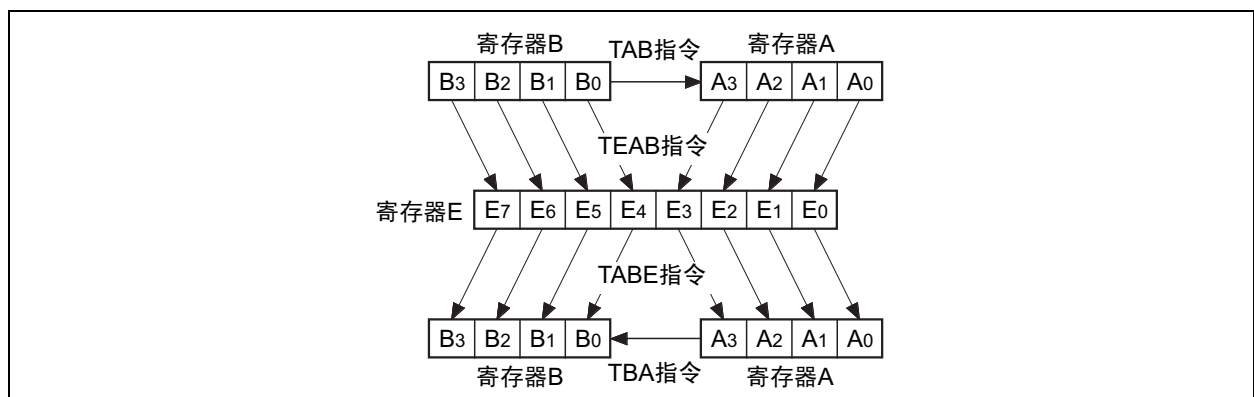 寄存器B TAB指令 寄存器A
B3 B2 B1 B0 A3 A2 A1 A0
TEAB指令
寄存器E E7 E6 E5 E4 E3 E2 E1 E0
TABE指令
B3 B2 B1 B0 A3 A2 A1 A0
寄存器B TBA指令 寄存器A